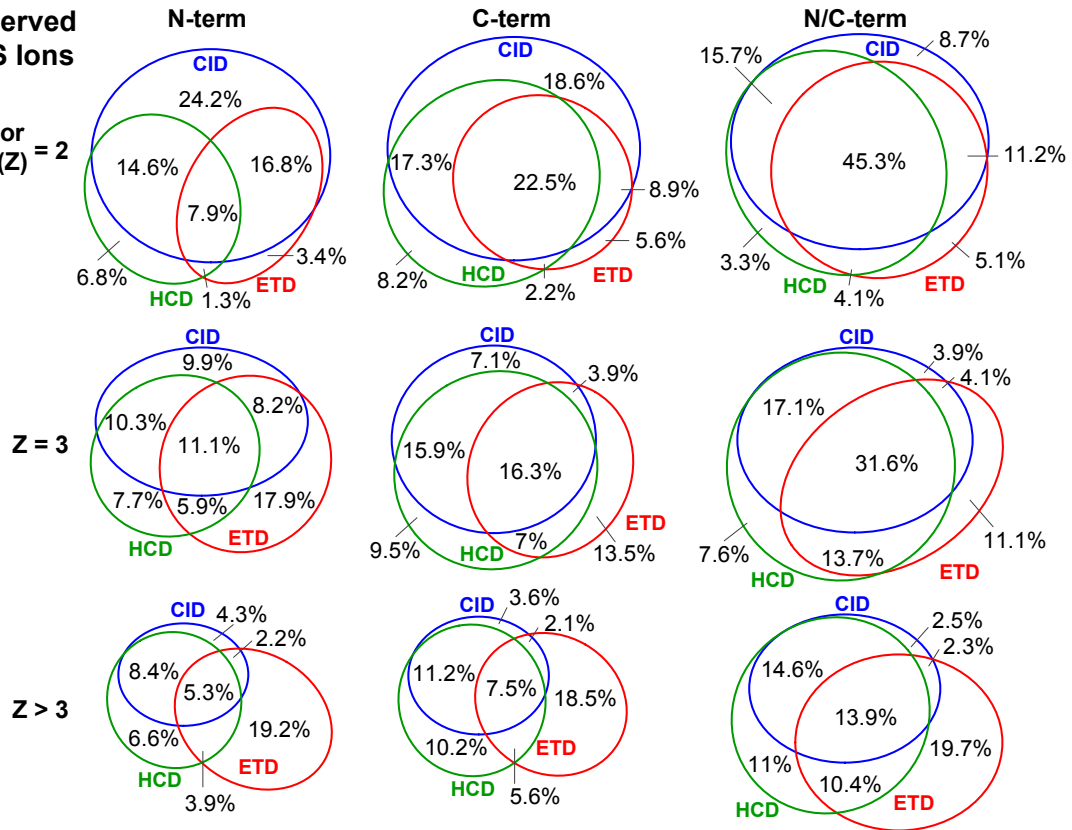 erved
S Ions
N-term
C-term
N/C-term
or
(Z) = 2
CID
24.2%
14.6%
16.8%
7.9%
6.8%
3.4%
HCD
1.3%
ETD
CID
18.6%
17.3%
22.5%
8.9%
5.6%
8.2%
HCD
2.2%
ETD
CID
8.7%
15.7%
45.3%
11.2%
3.3%
5.1%
HCD
4.1%
ETD
Z = 3
CID
9.9%
10.3%
8.2%
11.1%
7.7%
5.9%
17.9%
HCD
ETD
CID
7.1%
3.9%
15.9%
16.3%
9.5%
HCD
7%
ETD
13.5%
CID
3.9%
4.1%
17.1%
31.6%
7.6%
13.7%
11.1%
HCD
ETD
Z > 3
CID
4.3%
2.2%
8.4%
5.3%
6.6%
19.2%
HCD
ETD
3.9%
CID
3.6%
2.1%
11.2%
7.5%
18.5%
10.2%
ETD
HCD
5.6%
CID
2.5%
2.3%
14.6%
13.9%
19.7%
11%
10.4%
HCD
ETD